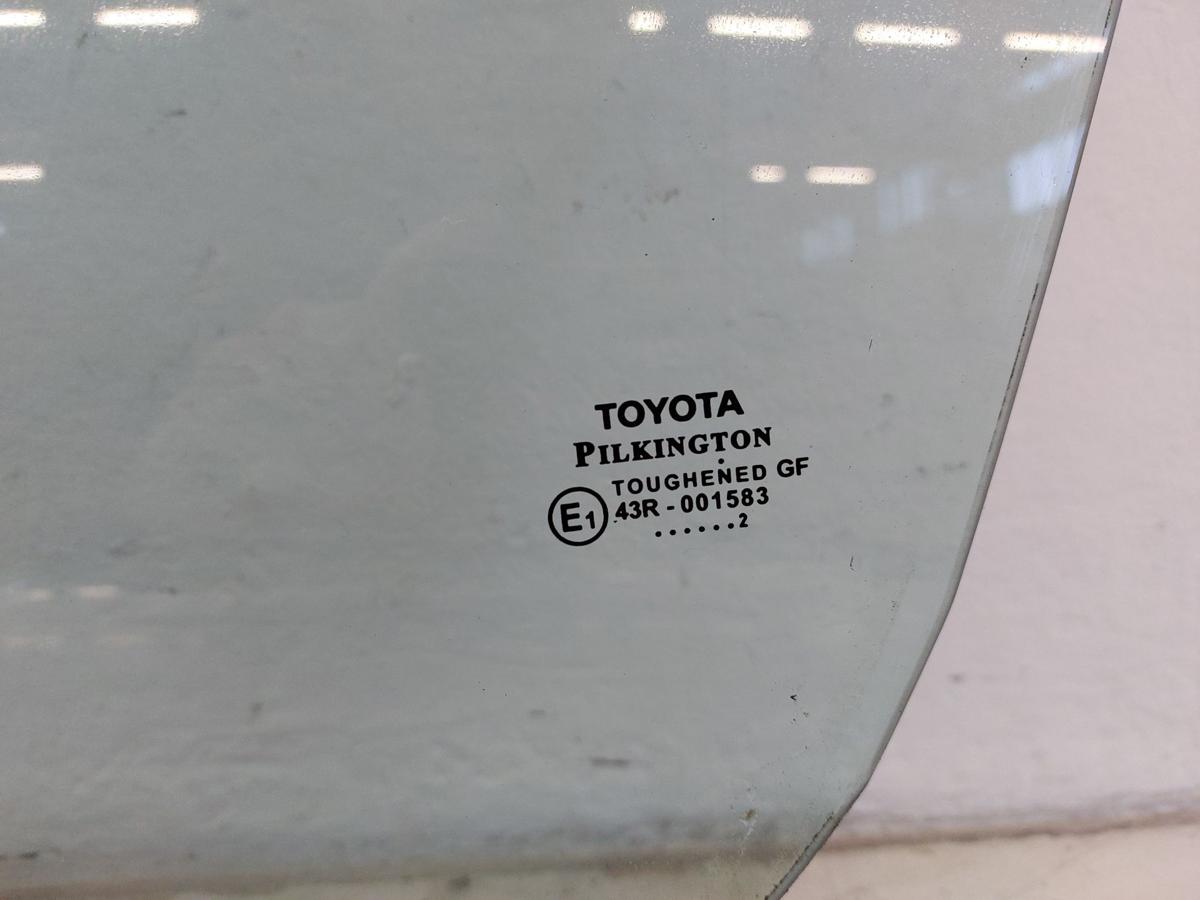 TOYOTA
PILKINGTON
TOUGHENED GF
E1 43R - 001583
. . . . . . 2